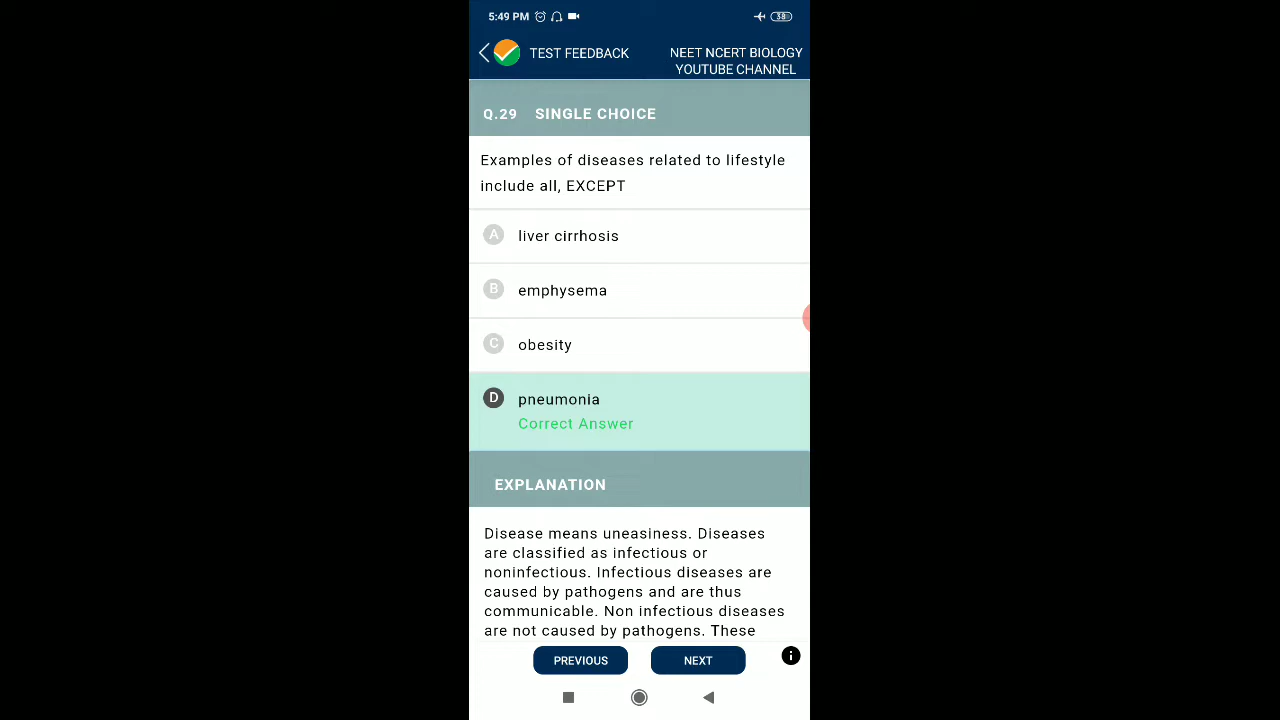 5:49 PM 38
TEST FEEDBACK
NEET NCERT BIOLOGY
YOUTUBE CHANNEL
Q.29 SINGLE CHOICE
Examples of diseases related to lifestyle
include all, EXCEPT
A liver cirrhosis
B emphysema
C obesity
D pneumonia
Correct Answer
EXPLANATION
Disease means uneasiness. Diseases
are classified as infectious or
noninfectious. Infectious diseases are
caused by pathogens and are thus
communicable. Non infectious diseases
are not caused by pathogens. These
PREVIOUS NEXT i